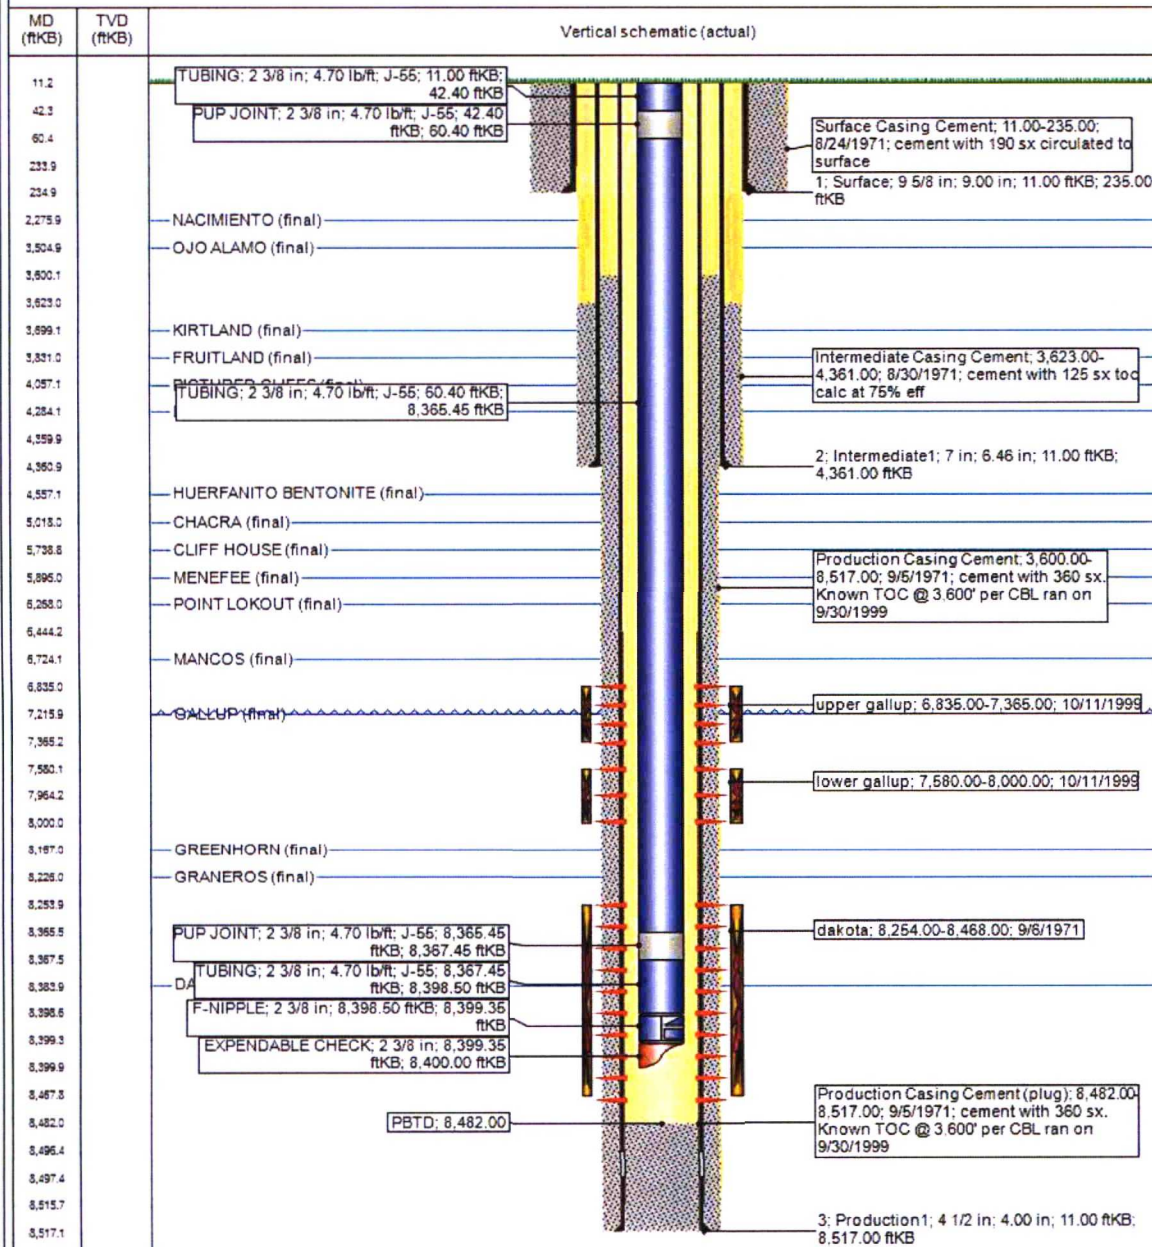 MD
(ftKB)
TVD
(ftKB)
Vertical schematic (actual)
11.2
42.3
60.4
233.9
234.9
2,275.9
3,504.9
3,600.1
3,623.0
3,699.1
3,831.0
4,057.1
4,284.1
4,359.9
4,360.9
4,557.1
5,018.0
5,738.8
5,895.0
6,258.0
6,444.2
6,724.1
6,835.0
7,215.9
7,365.2
7,580.1
7,964.2
8,000.0
8,167.0
8,226.0
8,253.9
8,365.5
8,367.5
8,383.9
8,398.6
8,399.3
8,399.9
8,467.8
8,482.0
8,496.4
8,497.4
8,515.7
8,517.1
TUBING; 2 3/8 in; 4.70 lb/ft; J-55; 11.00 ftKB;
42.40 ftKB
PUP JOINT; 2 3/8 in; 4.70 lb/ft; J-55; 42.40
ftKB; 60.40 ftKB
NACIMIENTO (final)
OJO ALAMO (final)
KIRTLAND (final)
FRUITLAND (final)
PICTURED CLIFFS (final)
TUBING; 2 3/8 in; 4.70 lb/ft; J-55; 60.40 ftKB;
8,365.45 ftKB
HUERFANITO BENTONITE (final)
CHACRA (final)
CLIFF HOUSE (final)
MENEFEE (final)
POINT LOKOUT (final)
MANCOS (final)
GALLUP (final)
GREENHORN (final)
GRANEROS (final)
PUP JOINT; 2 3/8 in; 4.70 lb/ft; J-55; 8,365.45
ftKB; 8,367.45 ftKB
TUBING; 2 3/8 in; 4.70 lb/ft; J-55; 8,367.45
ftKB; 8,398.50 ftKB
DA
F-NIPPLE; 2 3/8 in; 8,398.50 ftKB; 8,399.35
ftKB
EXPENDABLE CHECK; 2 3/8 in; 8,399.35
ftKB; 8,400.00 ftKB
PBTD; 8,482.00
Surface Casing Cement; 11.00-235.00;
8/24/1971; cement with 190 sx circulated to
surface
1; Surface; 9 5/8 in; 9.00 in; 11.00 ftKB; 235.00
ftKB
Intermediate Casing Cement; 3,623.00-
4,361.00; 8/30/1971; cement with 125 sx toc
calc at 75% eff
2; Intermediate1; 7 in; 6.46 in; 11.00 ftKB;
4,361.00 ftKB
Production Casing Cement; 3,600.00-
8,517.00; 9/5/1971; cement with 360 sx.
Known TOC @ 3,600' per CBL ran on
9/30/1999
upper gallup; 6,835.00-7,365.00; 10/11/1999
lower gallup; 7,580.00-8,000.00; 10/11/1999
dakota; 8,254.00-8,468.00; 9/6/1971
Production Casing Cement (plug); 8,482.00-
8,517.00; 9/5/1971; cement with 360 sx.
Known TOC @ 3,600' per CBL ran on
9/30/1999
3; Production1; 4 1/2 in; 4.00 in; 11.00 ftKB;
8,517.00 ftKB